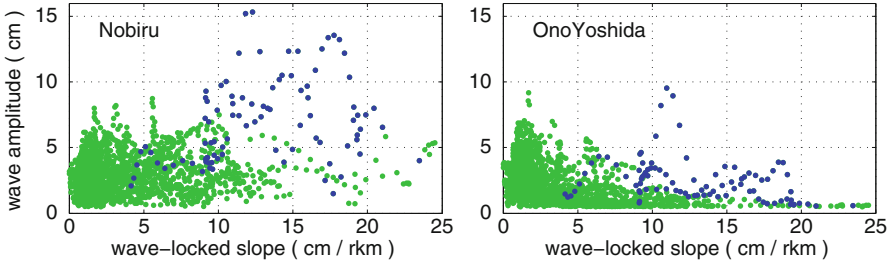 Nobiru
wave amplitude ( cm )
15
10
5
0
0 5 10 15 20 25
wave−locked slope ( cm / rkm )
OnoYoshida
15
10
5
0
0 5 10 15 20 25
wave−locked slope ( cm / rkm )